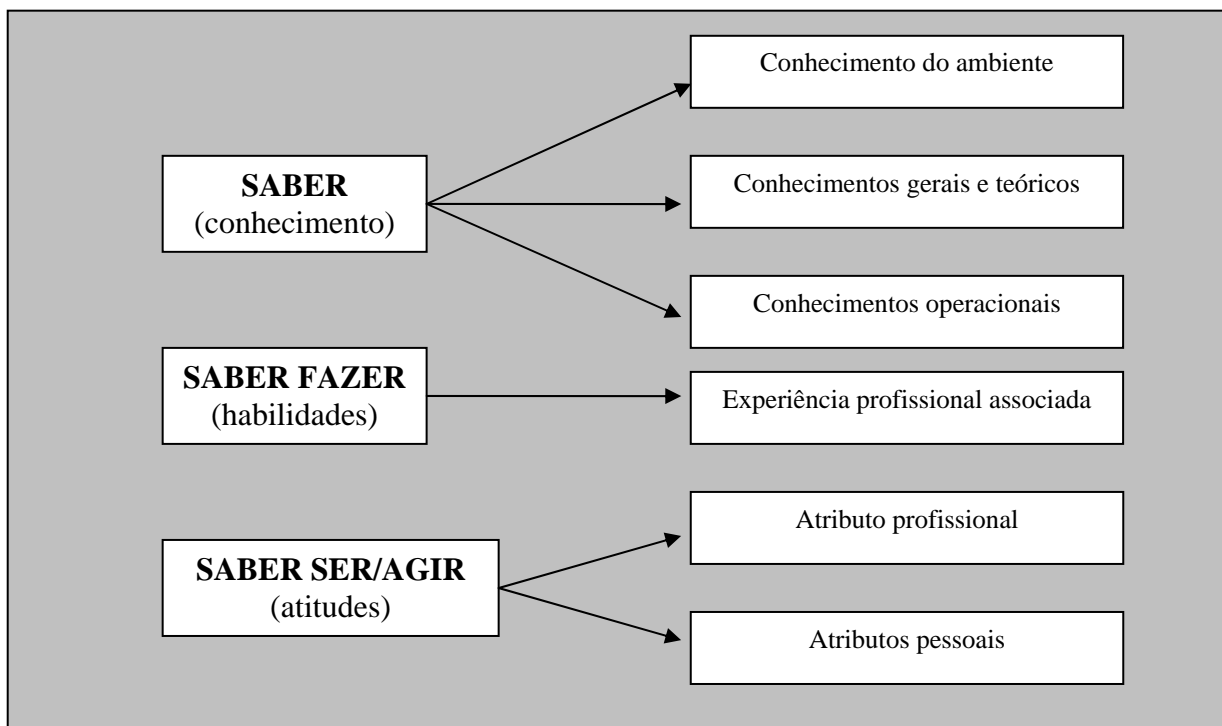 Conhecimento do ambiente
SABER
(conhecimento)
Conhecimentos gerais e teóricos
Conhecimentos operacionais
SABER FAZER
(habilidades)
Experiência profissional associada
SABER SER/AGIR
(atitudes)
Atributo profissional
Atributos pessoais